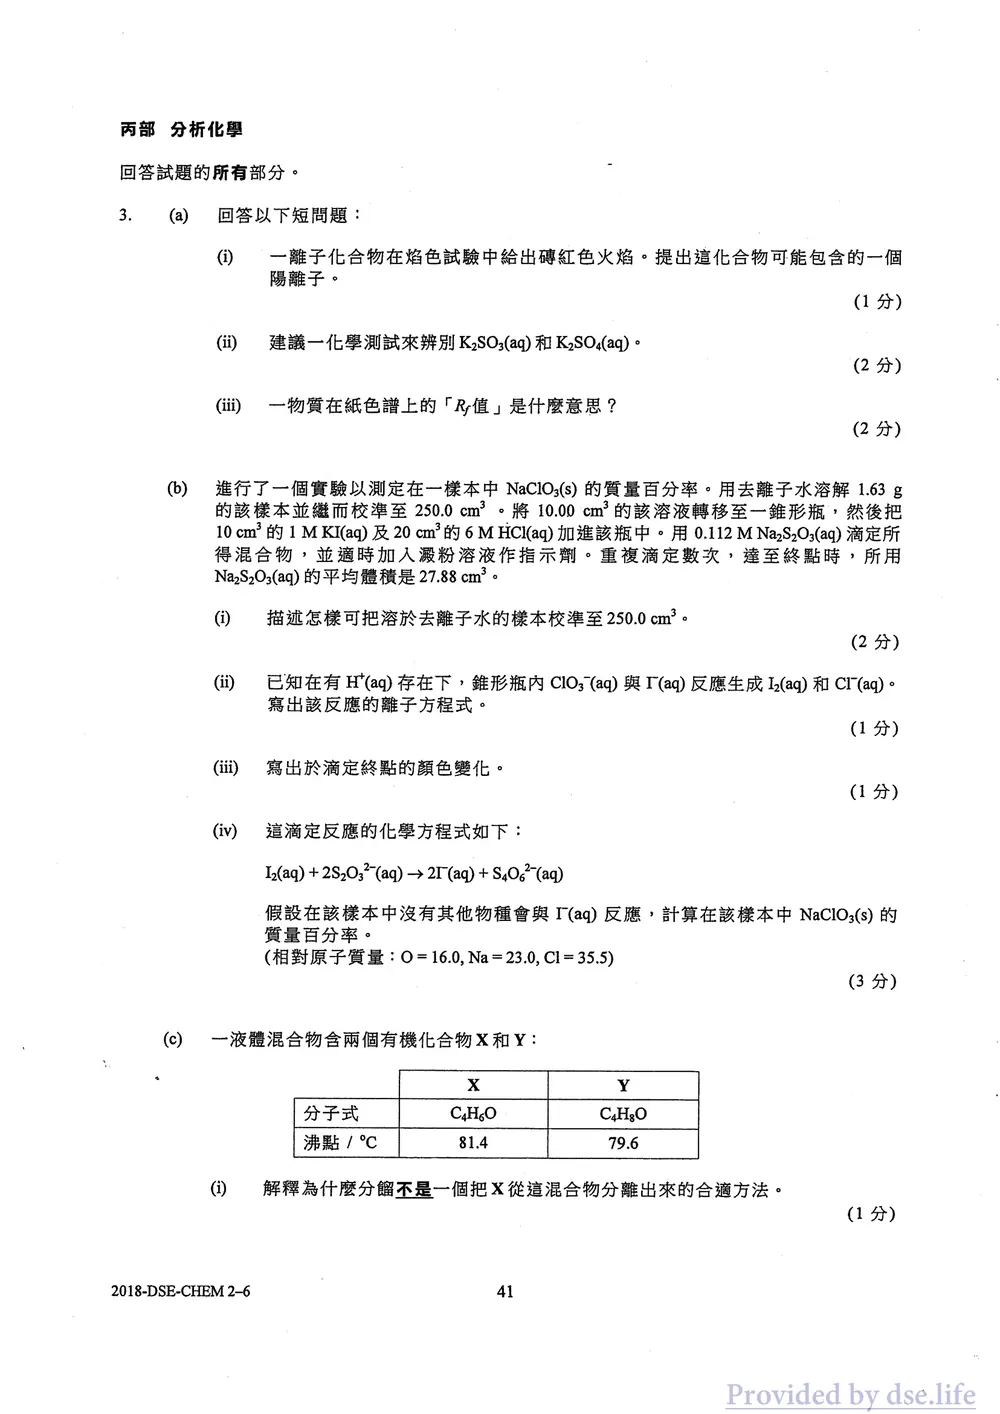 丙部 分析化學
回答試題的所有部分。
3. (a) 回答以下短問題：
(i) 一離子化合物在焰色試驗中給出磚紅色火焰。提出這化合物可能包含的一個
陽離子。
(1 分)
(ii) 建議一化學測試來辨別 K₂SO₃(aq) 和 K₂SO₄(aq)。
(2 分)
(iii) 一物質在紙色譜上的「Rf值」是什麼意思？
(2 分)
(b) 進行了一個實驗以測定在一樣本中 NaClO₃(s) 的質量百分率。用去離子水溶解 1.63 g
的該樣本並繼而校準至 250.0 cm³ 。將 10.00 cm³ 的該溶液轉移至一錐形瓶，然後把
10 cm³ 的 1 M KI(aq) 及 20 cm³ 的 6 M HCl(aq) 加進該瓶中。用 0.112 M Na₂S₂O₃(aq) 滴定所
得混合物，並適時加入澱粉溶液作指示劑。重複滴定數次，達至終點時，所用
Na₂S₂O₃(aq) 的平均體積是 27.88 cm³。
(i) 描述怎樣可把溶於去離子水的樣本校準至 250.0 cm³。
(2 分)
(ii) 已知在有 H⁺(aq) 存在下，錐形瓶內 ClO₃⁻(aq) 與 I⁻(aq) 反應生成 I₂(aq) 和 Cl⁻(aq)。
寫出該反應的離子方程式。
(1 分)
(iii) 寫出於滴定終點的顏色變化。
(1 分)
(iv) 這滴定反應的化學方程式如下：
I₂(aq) + 2S₂O₃²⁻(aq) → 2I⁻(aq) + S₄O₆²⁻(aq)
假設在該樣本中沒有其他物種會與 I⁻(aq) 反應，計算在該樣本中 NaClO₃(s) 的
質量百分率。
(相對原子質量：O = 16.0, Na = 23.0, Cl = 35.5)
(3 分)
(c) 一液體混合物含兩個有機化合物 X 和 Y：
X Y
分子式 C₄H₆O C₄H₈O
沸點 / °C 81.4 79.6
(i) 解釋為什麼分餾不是一個把 X 從這混合物分離出來的合適方法。
(1 分)
2018-DSE-CHEM 2–6 41
Provided by dse.life